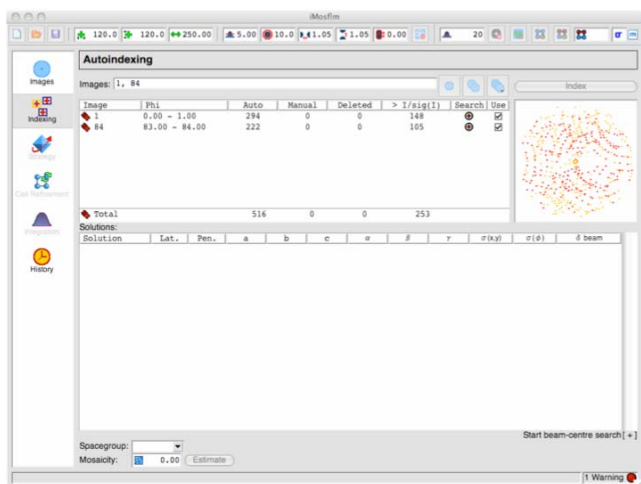 iMosflm
120.0 120.0 250.00 5.00 10.0 1.05 1.05 0.00 20 σ
Autoindexing
Images
Images: 1, 84
Index
Indexing
Image Phi Auto Manual Deleted > I/sig(I) Search Use
1 0.00 - 1.00 294 0 0 148
84 83.00 - 84.00 222 0 0 105
Strategy
Cell Refinement
Integration
Total 516 0 0 253
Solutions:
Solution Lat. Pen. a b c α β γ σ(x,y) σ(ϕ) δ beam
History
Start beam-centre search [ + ]
Spacegroup:
Mosaicity: 0.00 Estimate
1 Warning